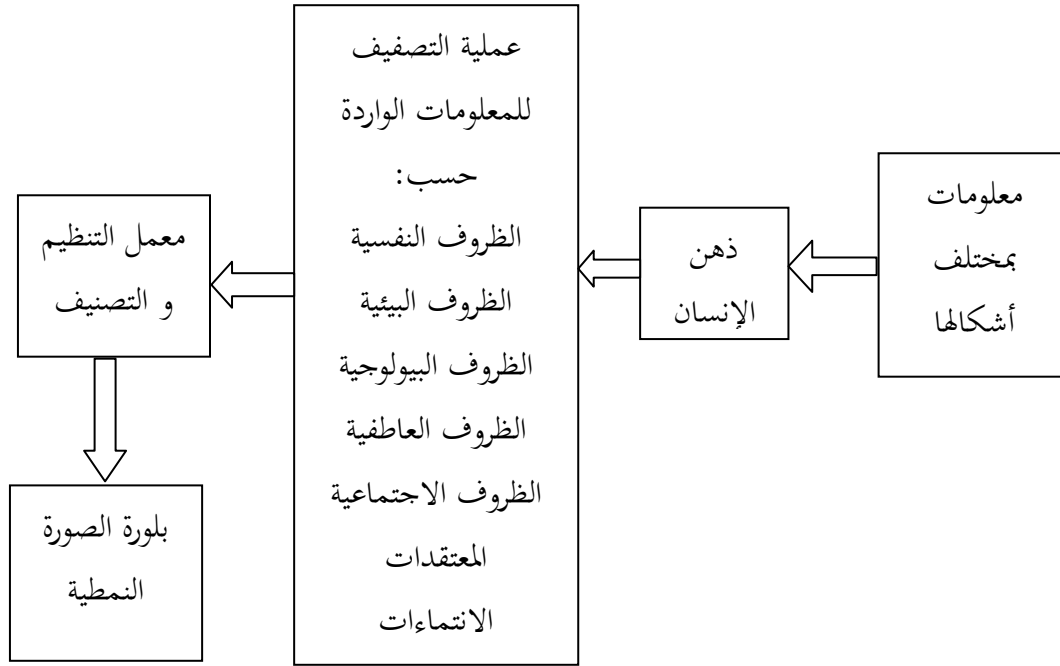 معلومات
بمختلف
أشكالها
ذهن
الإنسان
عملية التصفيف
للمعلومات الواردة
حسب:
الظروف النفسية
الظروف البيئية
الظروف البيولوجية
الظروف العاطفية
الظروف الاجتماعية
المعتقدات
الانتماءات
معمل التنظيم
و التصنيف
بلورة الصورة
النمطية